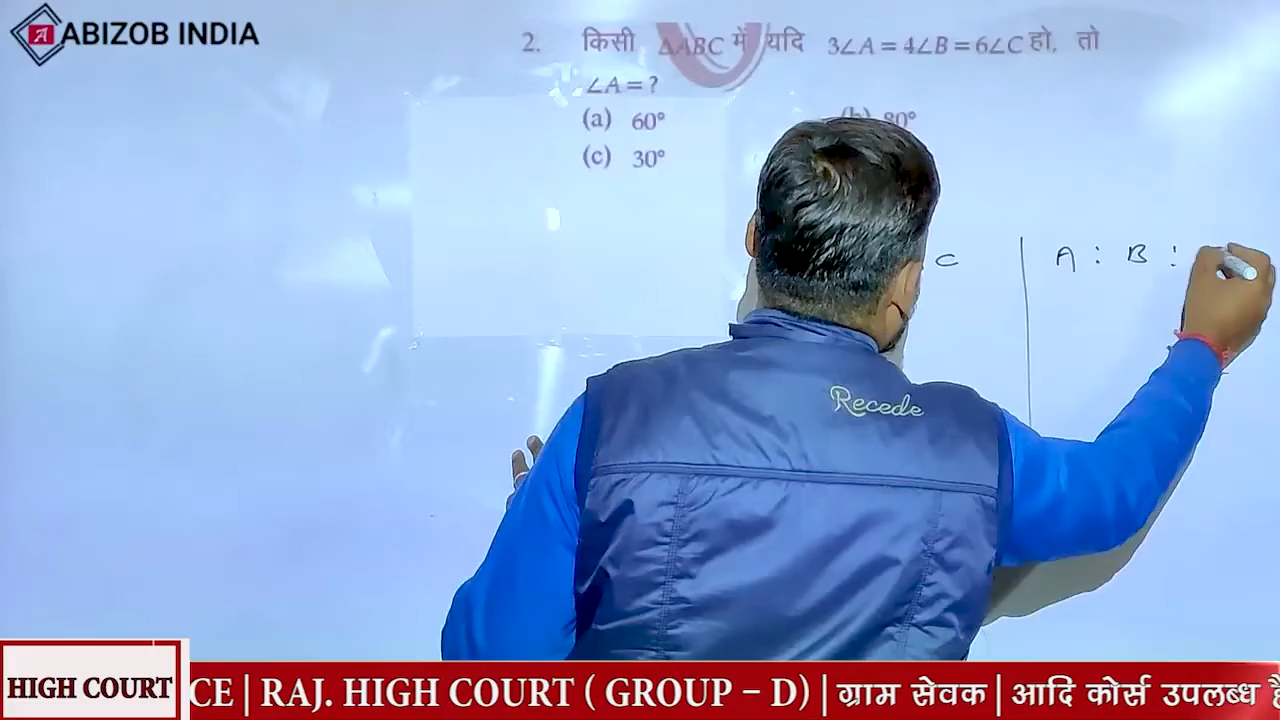 ABIZOB INDIA
2. किसी ΔABC में यदि 3∠A = 4∠B = 6∠C हो, तो
∠A = ?
(a) 60° (b) 80°
(c) 30°
C | A : B :
Recede
HIGH COURT
CE | RAJ. HIGH COURT ( GROUP – D) | ग्राम सेवक | आदि कोर्स उपलब्ध है